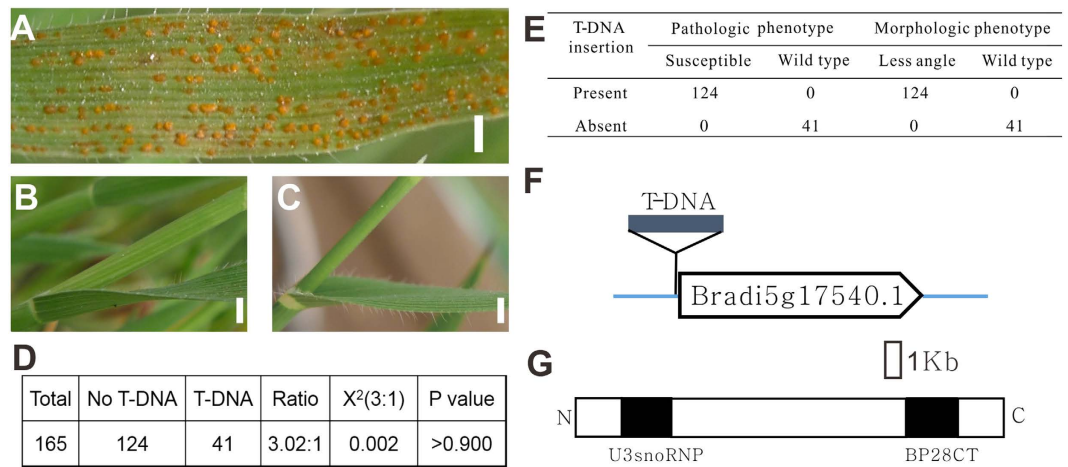 A
B
C
D
Total No T-DNA T-DNA Ratio X²(3:1) P value
165 124 41 3.02:1 0.002 >0.900
E
T-DNA insertion Pathologic phenotype Morphologic phenotype
Susceptible Wild type Less angle Wild type
Present 124 0 124 0
Absent 0 41 0 41
F
T-DNA
Bradi5g17540.1
1Kb
G
N C
U3snoRNP BP28CT